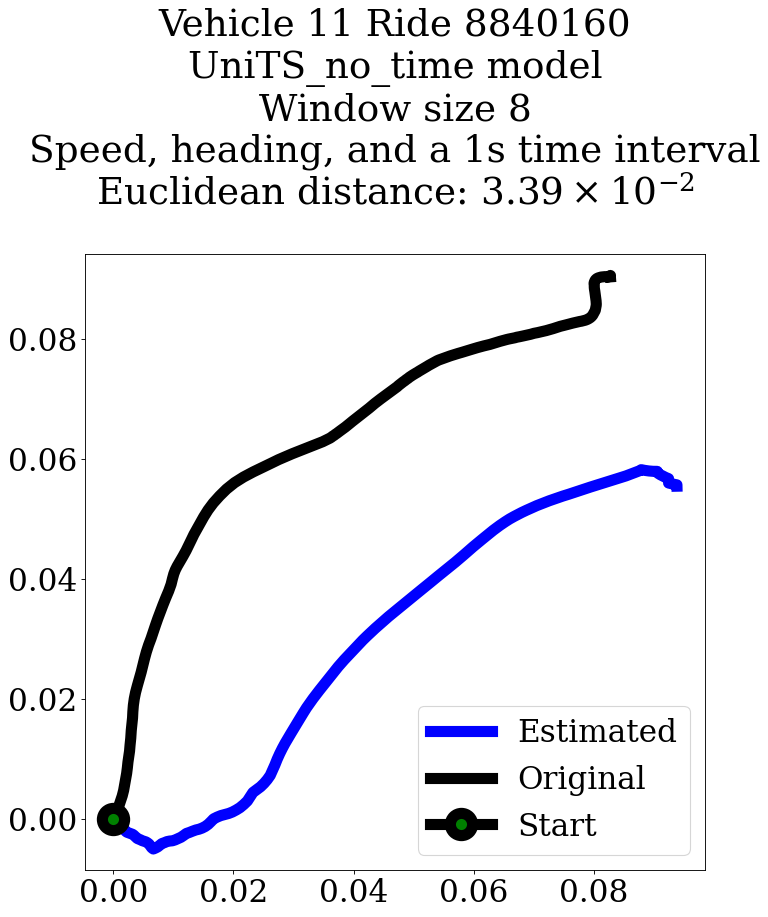 Vehicle 11 Ride 8840160
UniTS_no_time model
Window size 8
Speed, heading, and a 1s time interval
Euclidean distance: 3.39 × 10⁻²
0.08
0.06
0.04
0.02
0.00
Estimated
Original
Start
0.00 0.02 0.04 0.06 0.08